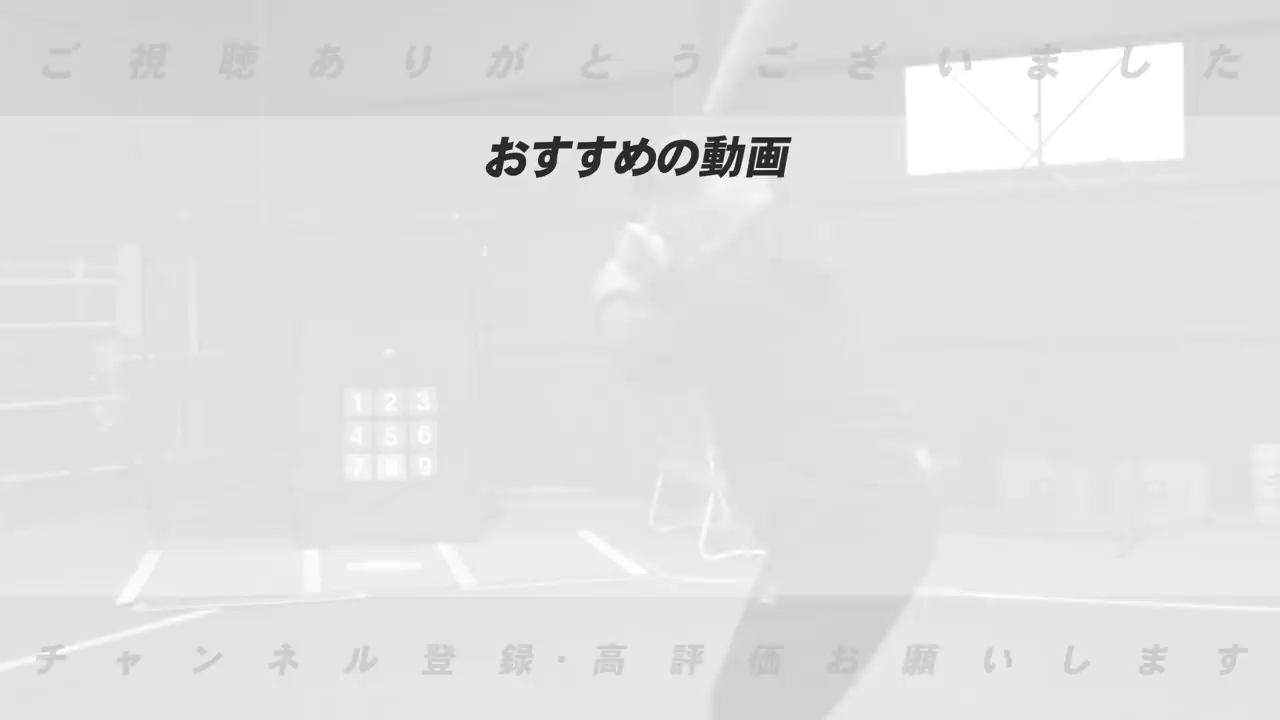 ご視聴ありがとうございました
おすすめの動画
1 2 3
4 5 6
7 8 9
チャンネル登録・高評価お願いします